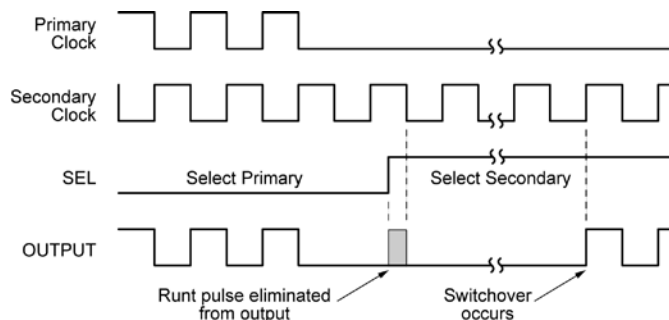 Primary
Clock
Secondary
Clock
SEL
Select Primary
Select Secondary
OUTPUT
Runt pulse eliminated
from output
Switchover
occurs